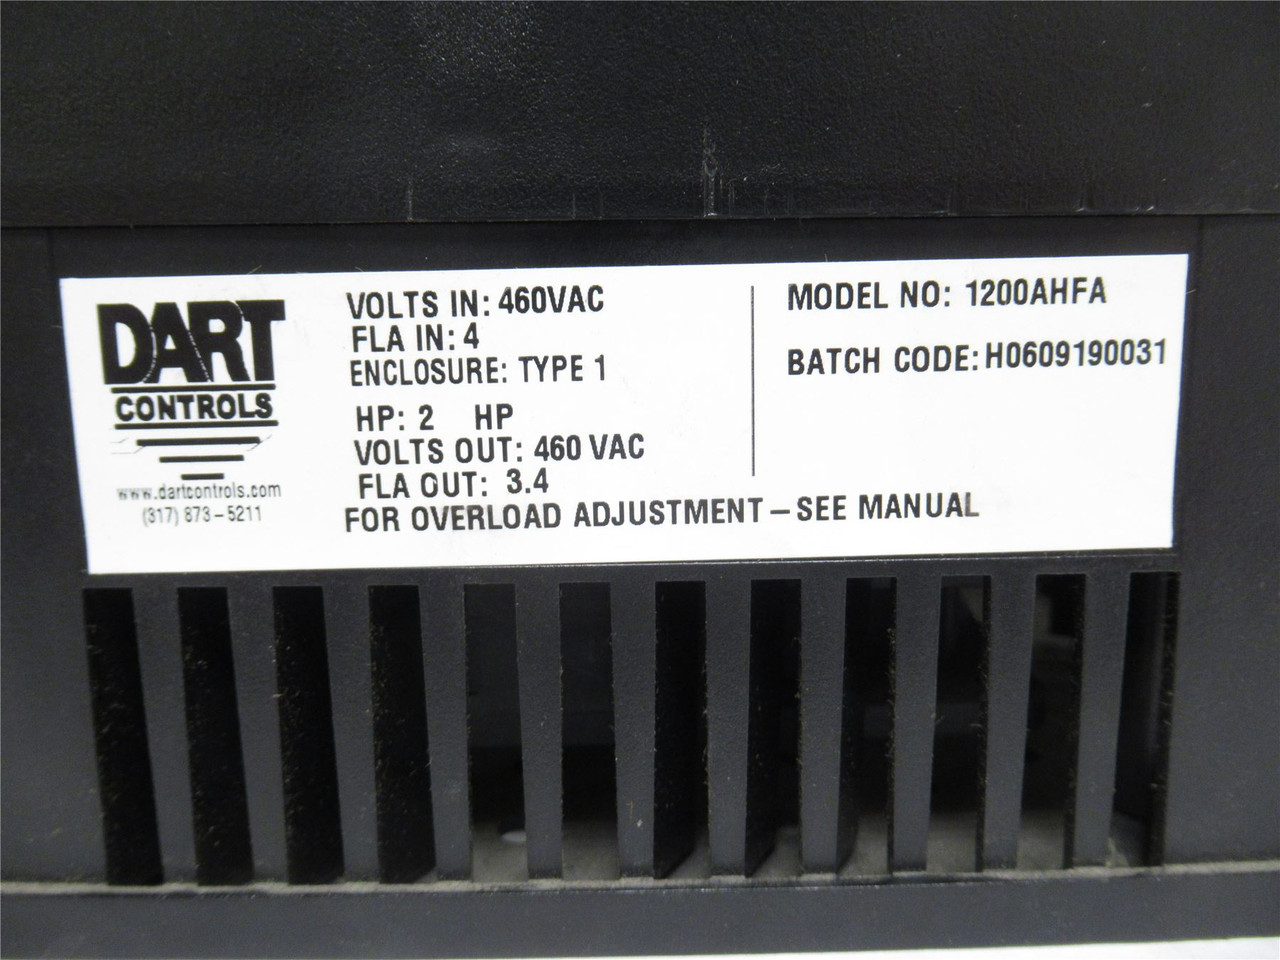 DART
CONTROLS
www.dartcontrols.com
(317) 873-5211
VOLTS IN: 460VAC
FLA IN: 4
ENCLOSURE: TYPE 1
HP: 2 HP
VOLTS OUT: 460 VAC
FLA OUT: 3.4
FOR OVERLOAD ADJUSTMENT – SEE MANUAL
MODEL NO: 1200AHFA
BATCH CODE: H0609190031